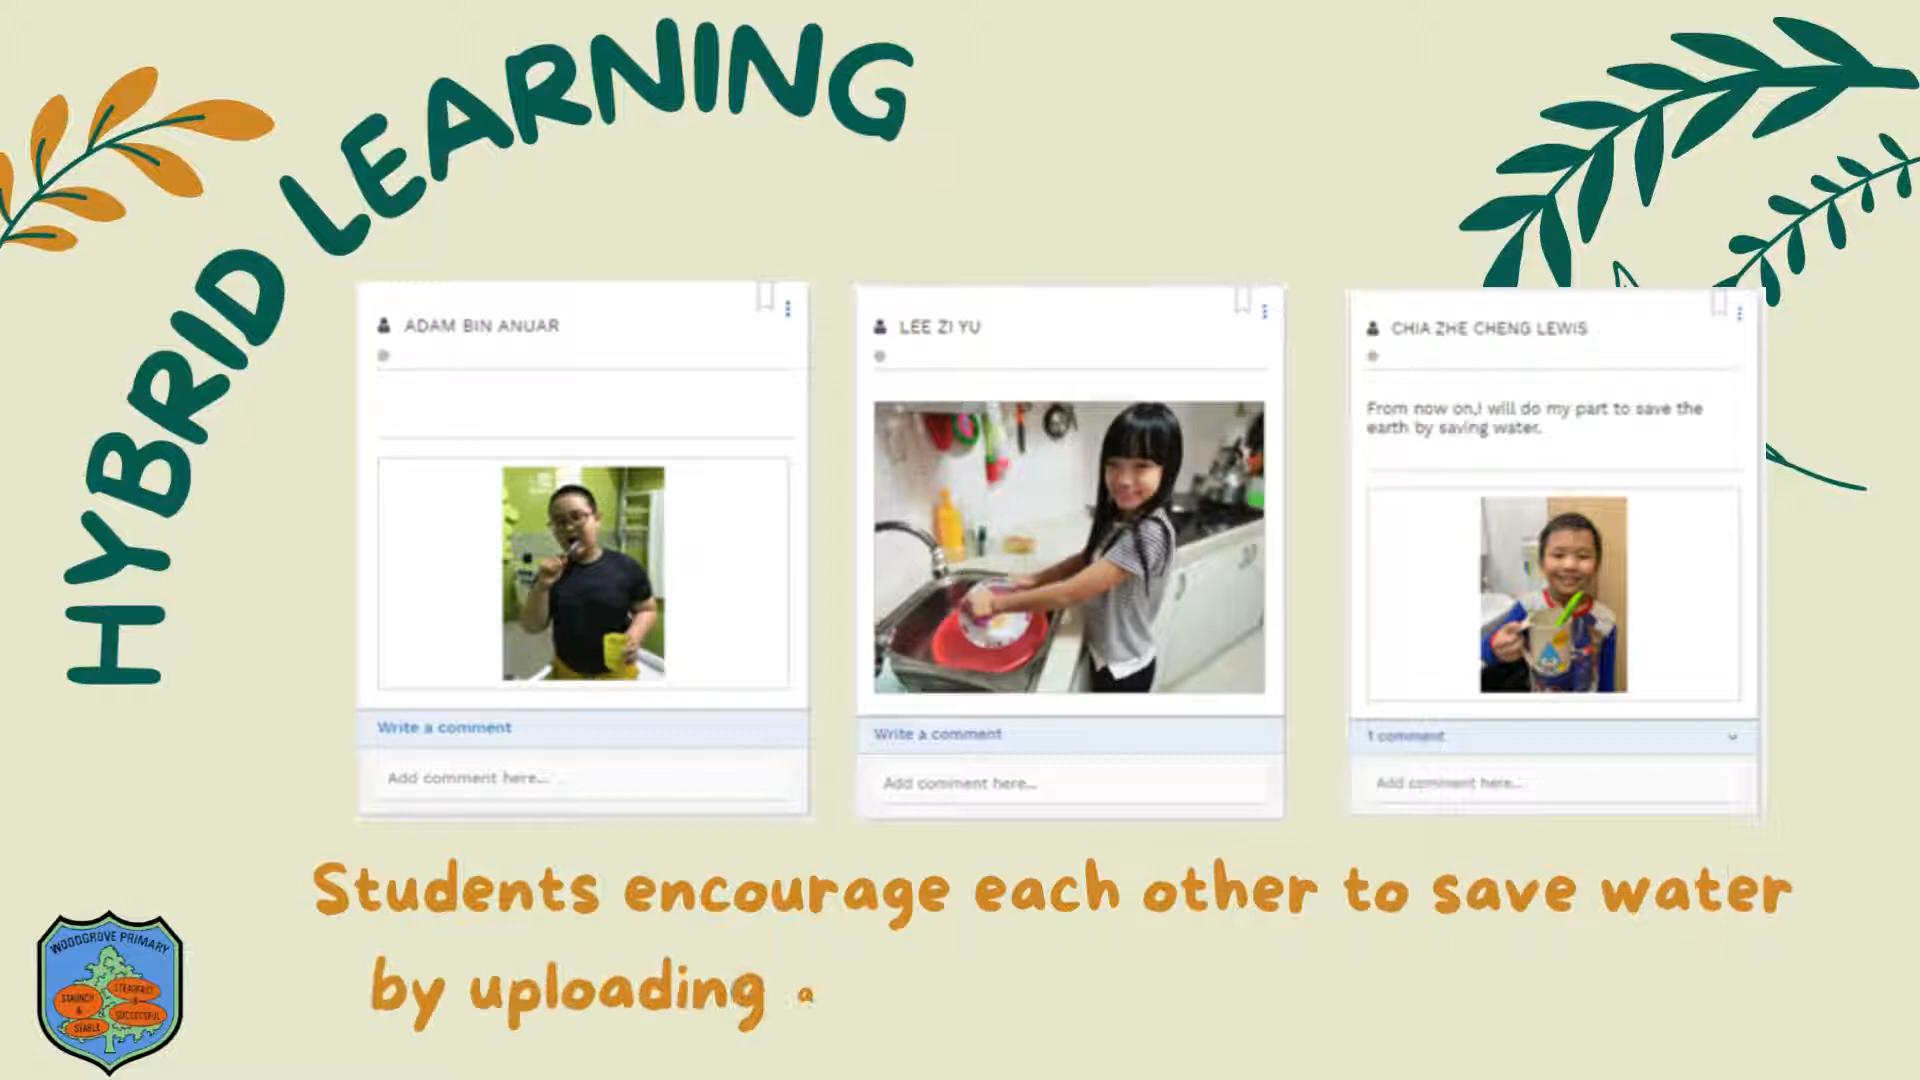 HYBRID LEARNING
ADAM BIN ANUAR
Write a comment
Add comment here...
LEE ZI YU
Write a comment
Add comment here...
CHIA ZHE CHENG LEWIS
From now on,I will do my part to save the
earth by saving water.
1 comment
Add comment here...
Students encourage each other to save water
by uploading a
WOODGROVE PRIMARY
STAUNCH
&
STABLE
STEADFAST
&
SUCCESSFUL